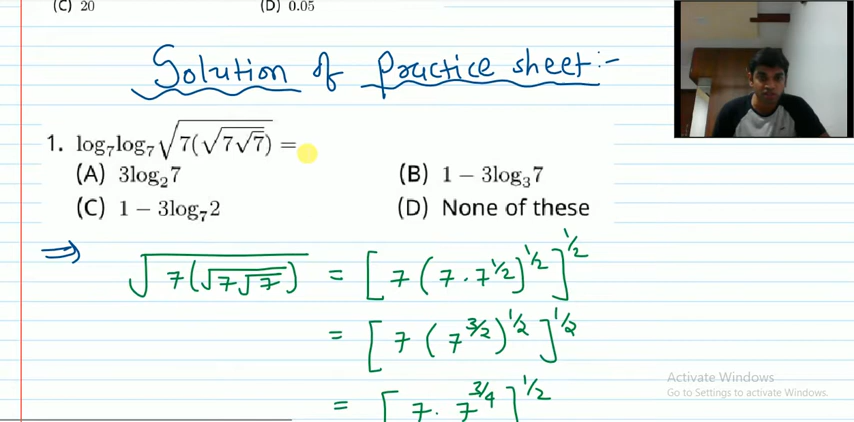 (C) 20 (D) 0.05
Solution of practice sheet:-
1. log₇log₇√(7(√(7√7))) =
(A) 3log₂7 (B) 1 − 3log₃7
(C) 1 − 3log₇2 (D) None of these
⇒ √(7(√(7√7))) = [7(7·7^(1/2))^(1/2)]^(1/2)
= [7(7^(3/2))^(1/2)]^(1/2)
= [7·7^(3/4)]^(1/2)
Activate Windows
Go to Settings to activate Windows.